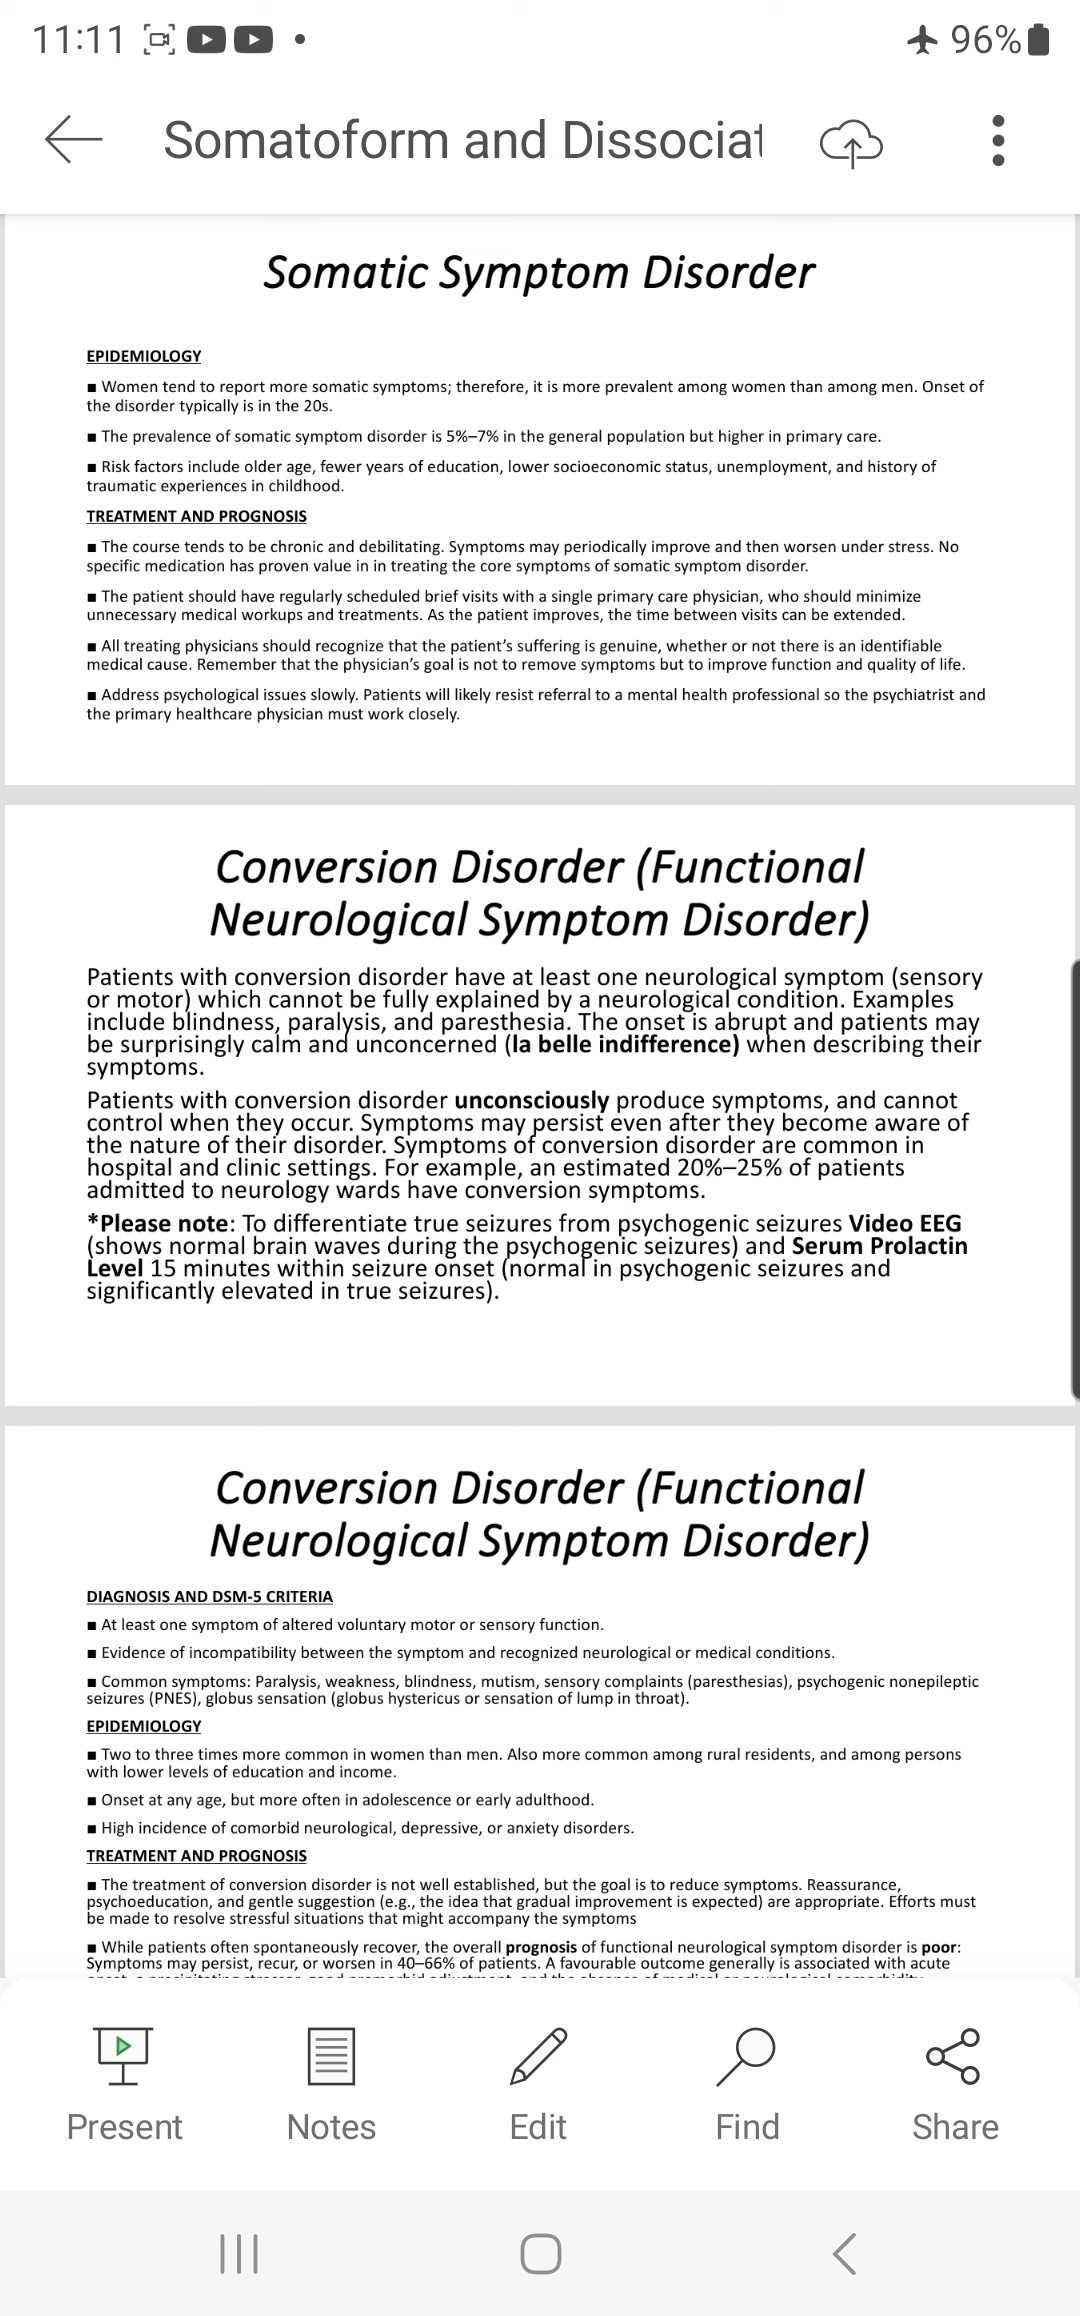 11:11
96%
Somatoform and Dissociat
Somatic Symptom Disorder
EPIDEMIOLOGY
■ Women tend to report more somatic symptoms; therefore, it is more prevalent among women than among men. Onset of
the disorder typically is in the 20s.
■ The prevalence of somatic symptom disorder is 5%–7% in the general population but higher in primary care.
■ Risk factors include older age, fewer years of education, lower socioeconomic status, unemployment, and history of
traumatic experiences in childhood.
TREATMENT AND PROGNOSIS
■ The course tends to be chronic and debilitating. Symptoms may periodically improve and then worsen under stress. No
specific medication has proven value in in treating the core symptoms of somatic symptom disorder.
■ The patient should have regularly scheduled brief visits with a single primary care physician, who should minimize
unnecessary medical workups and treatments. As the patient improves, the time between visits can be extended.
■ All treating physicians should recognize that the patient's suffering is genuine, whether or not there is an identifiable
medical cause. Remember that the physician's goal is not to remove symptoms but to improve function and quality of life.
■ Address psychological issues slowly. Patients will likely resist referral to a mental health professional so the psychiatrist and
the primary healthcare physician must work closely.
Conversion Disorder (Functional
Neurological Symptom Disorder)
Patients with conversion disorder have at least one neurological symptom (sensory
or motor) which cannot be fully explained by a neurological condition. Examples
include blindness, paralysis, and paresthesia. The onset is abrupt and patients may
be surprisingly calm and unconcerned (la belle indifference) when describing their
symptoms.
Patients with conversion disorder unconsciously produce symptoms, and cannot
control when they occur. Symptoms may persist even after they become aware of
the nature of their disorder. Symptoms of conversion disorder are common in
hospital and clinic settings. For example, an estimated 20%–25% of patients
admitted to neurology wards have conversion symptoms.
*Please note: To differentiate true seizures from psychogenic seizures Video EEG
(shows normal brain waves during the psychogenic seizures) and Serum Prolactin
Level 15 minutes within seizure onset (normal in psychogenic seizures and
significantly elevated in true seizures).
Conversion Disorder (Functional
Neurological Symptom Disorder)
DIAGNOSIS AND DSM-5 CRITERIA
■ At least one symptom of altered voluntary motor or sensory function.
■ Evidence of incompatibility between the symptom and recognized neurological or medical conditions.
■ Common symptoms: Paralysis, weakness, blindness, mutism, sensory complaints (paresthesias), psychogenic nonepileptic
seizures (PNES), globus sensation (globus hystericus or sensation of lump in throat).
EPIDEMIOLOGY
■ Two to three times more common in women than men. Also more common among rural residents, and among persons
with lower levels of education and income.
■ Onset at any age, but more often in adolescence or early adulthood.
■ High incidence of comorbid neurological, depressive, or anxiety disorders.
TREATMENT AND PROGNOSIS
■ The treatment of conversion disorder is not well established, but the goal is to reduce symptoms. Reassurance,
psychoeducation, and gentle suggestion (e.g., the idea that gradual improvement is expected) are appropriate. Efforts must
be made to resolve stressful situations that might accompany the symptoms
■ While patients often spontaneously recover, the overall prognosis of functional neurological symptom disorder is poor:
Symptoms may persist, recur, or worsen in 40–66% of patients. A favourable outcome generally is associated with acute
Present
Notes
Edit
Find
Share